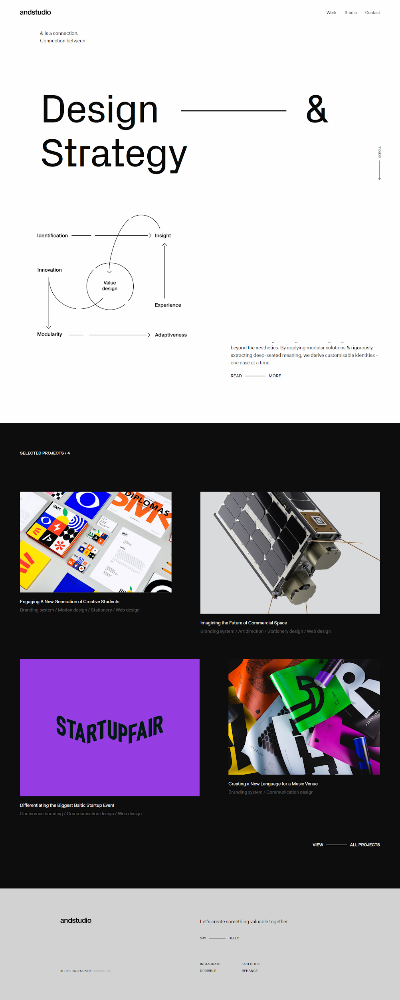 andstudio
Work Studio Contact
& is a connection.
Connection between
Design &
Strategy
SCROLL
Identification
Insight
Innovation
Value
design
Experience
Modularity
Adaptiveness
beyond the aesthetics. By applying modular solutions & rigorously
extracting deep-seated meaning, we derive customisable identities -
one case at a time.
READ MORE
SELECTED PROJECTS / 4
DIPLOMAS
SMK
SMK
SMK
Hello,
Engaging A New Generation of Creative Students
Branding system / Motion design / Stationery / Web design
Imagining the Future of Commercial Space
Branding system / Art direction / Stationery design / Web design
STARTUPFAIR
CULTURE
RIEŠUTINĖS
UNTITLED
Creating a New Language for a Music Venue
Branding system / Communication design
Differentiating the Biggest Baltic Startup Event
Conference branding / Communication design / Web design
VIEW ALL PROJECTS
andstudio
Let's create something valuable together.
SAY HELLO
INSTAGRAM FACEBOOK
DRIBBBLE BEHANCE
ALL RIGHTS RESERVED ©ANDSTUDIO